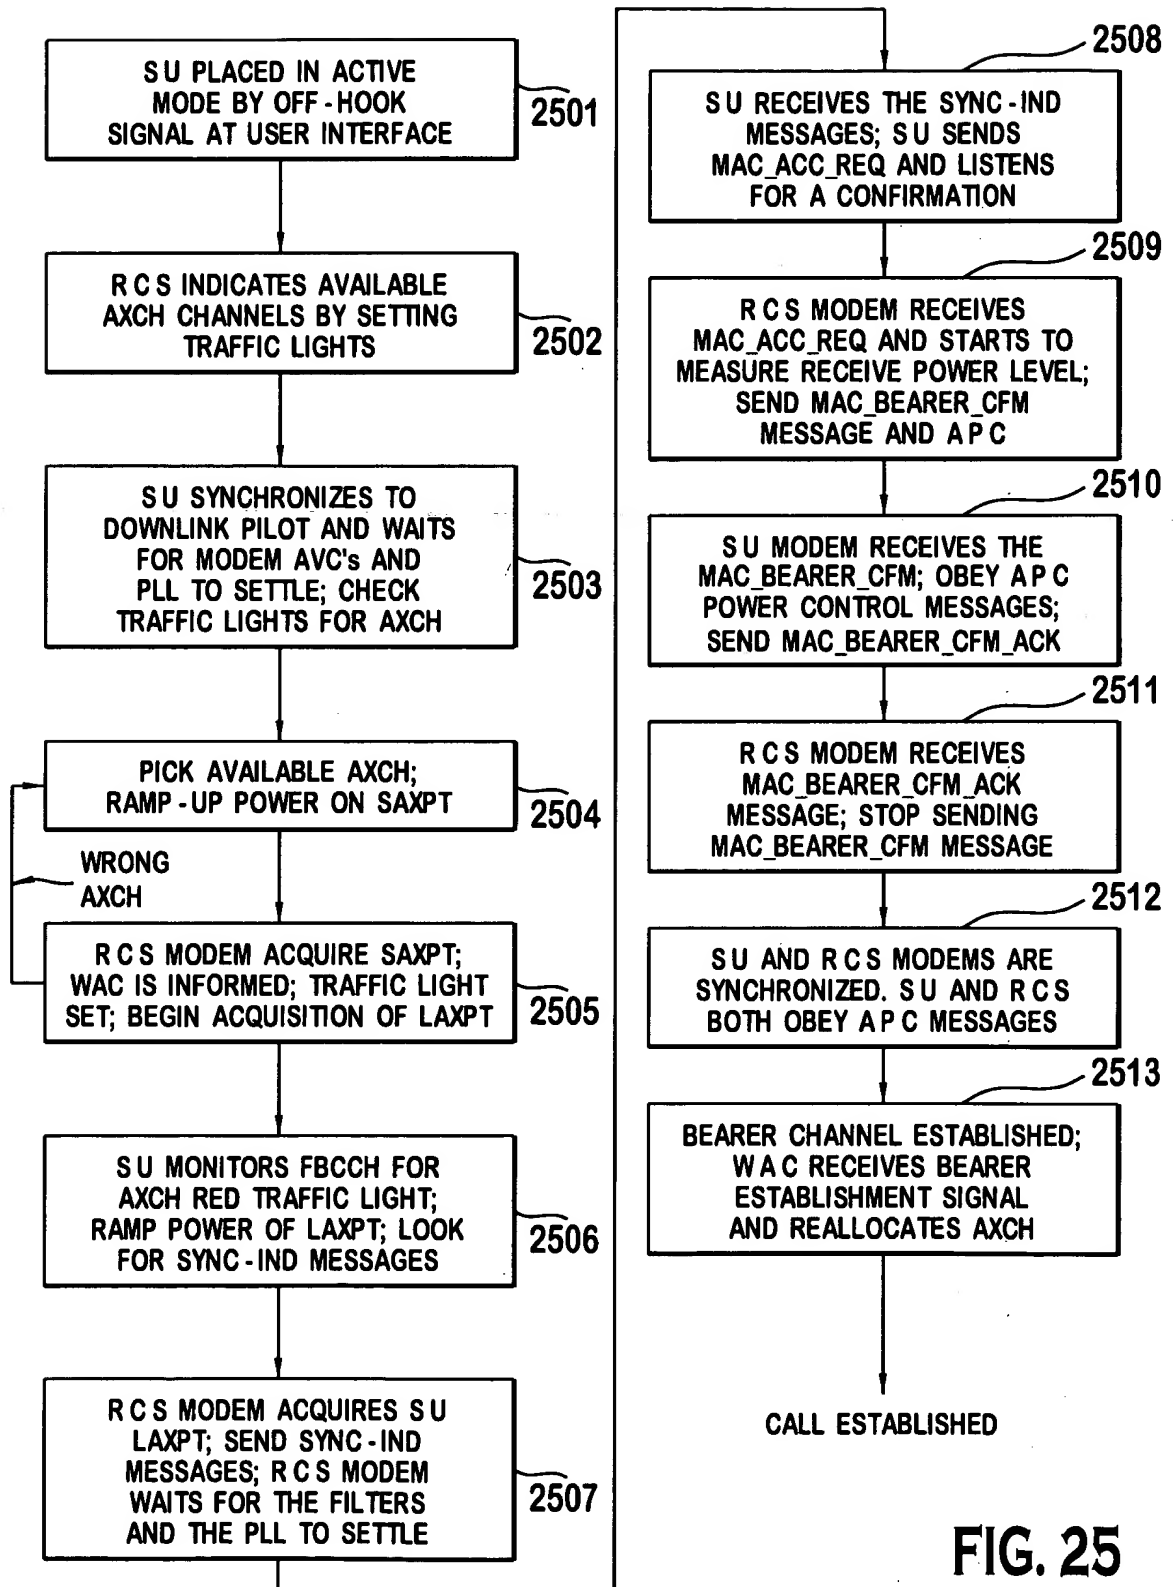 SU PLACED IN ACTIVE
MODE BY OFF-HOOK
SIGNAL AT USER INTERFACE
2501
RCS INDICATES AVAILABLE
AXCH CHANNELS BY SETTING
TRAFFIC LIGHTS
2502
SU SYNCHRONIZES TO
DOWNLINK PILOT AND WAITS
FOR MODEM AVC's AND
PLL TO SETTLE; CHECK
TRAFFIC LIGHTS FOR AXCH
2503
PICK AVAILABLE AXCH;
RAMP-UP POWER ON SAXPT
2504
WRONG
AXCH
RCS MODEM ACQUIRE SAXPT;
WAC IS INFORMED; TRAFFIC LIGHT
SET; BEGIN ACQUISITION OF LAXPT
2505
SU MONITORS FBCCH FOR
AXCH RED TRAFFIC LIGHT;
RAMP POWER OF LAXPT; LOOK
FOR SYNC-IND MESSAGES
2506
RCS MODEM ACQUIRES SU
LAXPT; SEND SYNC-IND
MESSAGES; RCS MODEM
WAITS FOR THE FILTERS
AND THE PLL TO SETTLE
2507
2508
SU RECEIVES THE SYNC-IND
MESSAGES; SU SENDS
MAC_ACC_REQ AND LISTENS
FOR A CONFIRMATION
2509
RCS MODEM RECEIVES
MAC_ACC_REQ AND STARTS TO
MEASURE RECEIVE POWER LEVEL;
SEND MAC_BEARER_CFM
MESSAGE AND APC
2510
SU MODEM RECEIVES THE
MAC_BEARER_CFM; OBEY APC
POWER CONTROL MESSAGES;
SEND MAC_BEARER_CFM_ACK
2511
RCS MODEM RECEIVES
MAC_BEARER_CFM_ACK
MESSAGE; STOP SENDING
MAC_BEARER_CFM MESSAGE
2512
SU AND RCS MODEMS ARE
SYNCHRONIZED. SU AND RCS
BOTH OBEY APC MESSAGES
2513
BEARER CHANNEL ESTABLISHED;
WAC RECEIVES BEARER
ESTABLISHMENT SIGNAL
AND REALLOCATES AXCH
CALL ESTABLISHED
FIG. 25